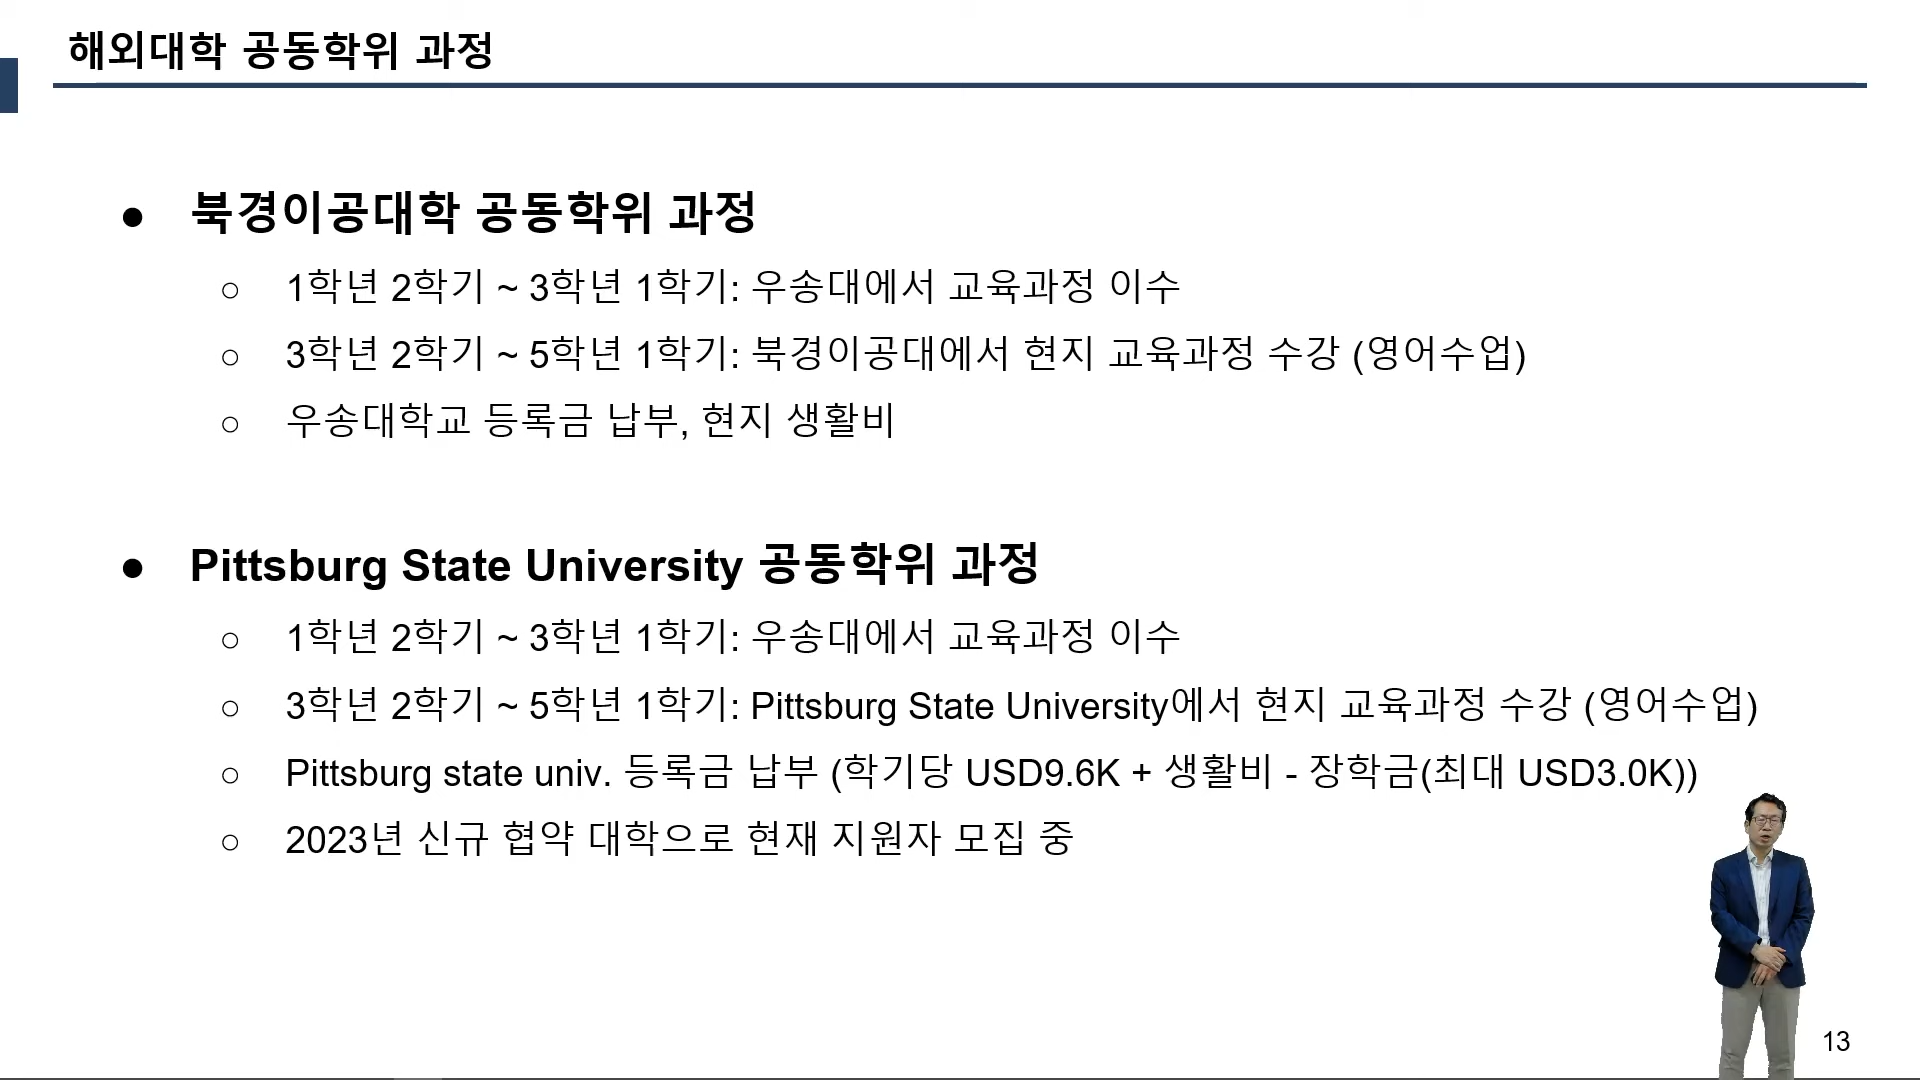 해외대학 공동학위 과정
● 북경이공대학 공동학위 과정
○ 1학년 2학기 ~ 3학년 1학기: 우송대에서 교육과정 이수
○ 3학년 2학기 ~ 5학년 1학기: 북경이공대에서 현지 교육과정 수강 (영어수업)
○ 우송대학교 등록금 납부, 현지 생활비
● Pittsburg State University 공동학위 과정
○ 1학년 2학기 ~ 3학년 1학기: 우송대에서 교육과정 이수
○ 3학년 2학기 ~ 5학년 1학기: Pittsburg State University에서 현지 교육과정 수강 (영어수업)
○ Pittsburg state univ. 등록금 납부 (학기당 USD9.6K + 생활비 - 장학금(최대 USD3.0K))
○ 2023년 신규 협약 대학으로 현재 지원자 모집 중
13